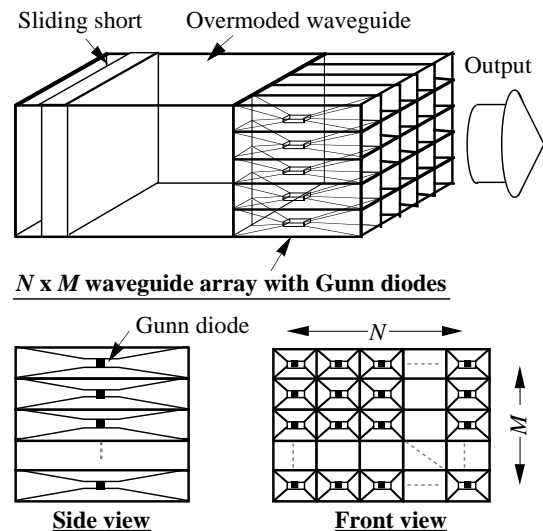 Sliding short
Overmoded waveguide
Output
N x M waveguide array with Gunn diodes
Gunn diode
N
M
Side view
Front view